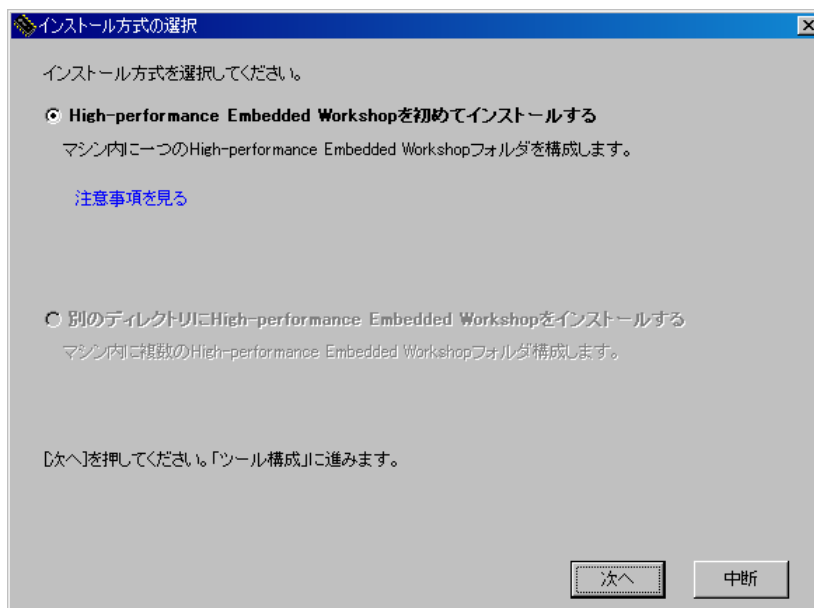 インストール方式の選択
インストール方式を選択してください。
High-performance Embedded Workshopを初めてインストールする
マシン内に一つのHigh-performance Embedded Workshopフォルダを構成します。
注意事項を見る
別のディレクトリにHigh-performance Embedded Workshopをインストールする
マシン内に複数のHigh-performance Embedded Workshopフォルダ構成します。
[次へ]を押してください。「ツール構成」に進みます。
次へ
中断